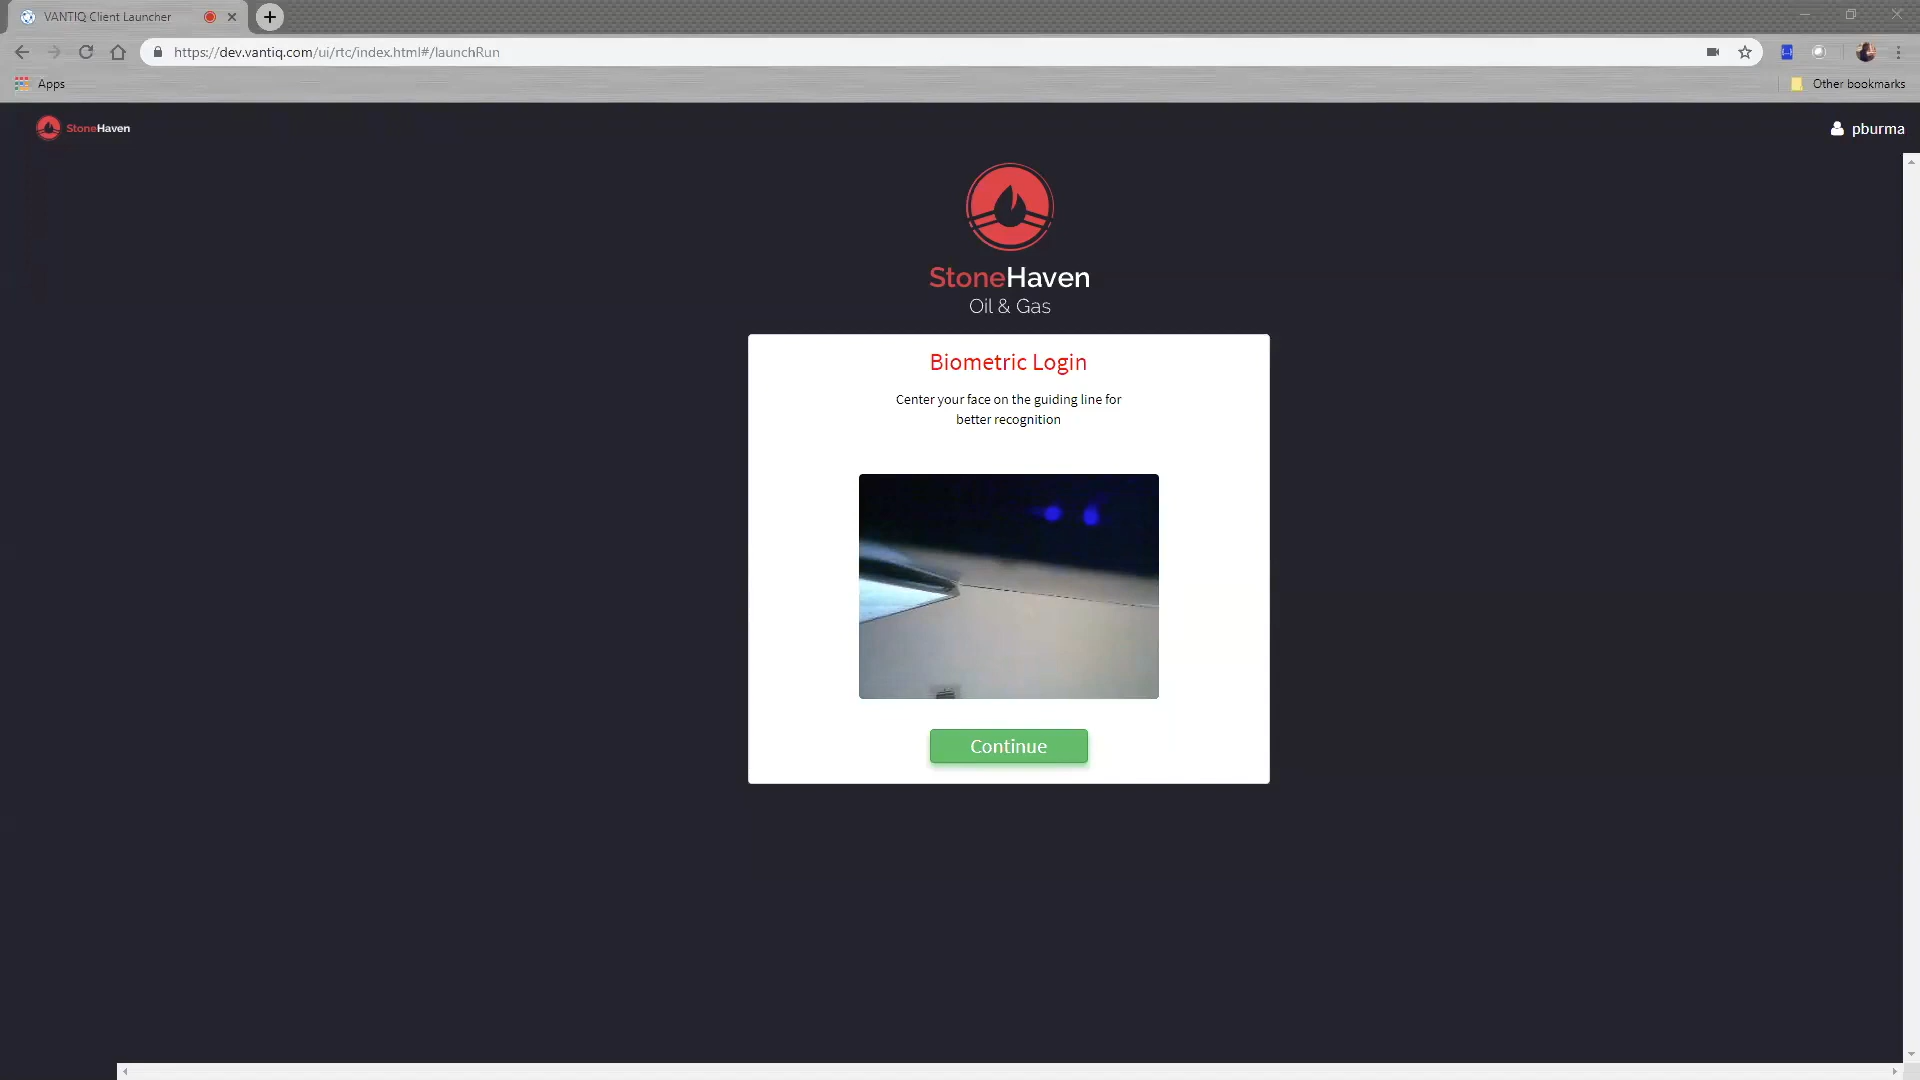 VANTIQ Client Launcher
https://dev.vantiq.com/ui/rtc/index.html#/launchRun
Apps
Other bookmarks
StoneHaven
pburma
StoneHaven
Oil & Gas
Biometric Login
Center your face on the guiding line for
better recognition
Continue